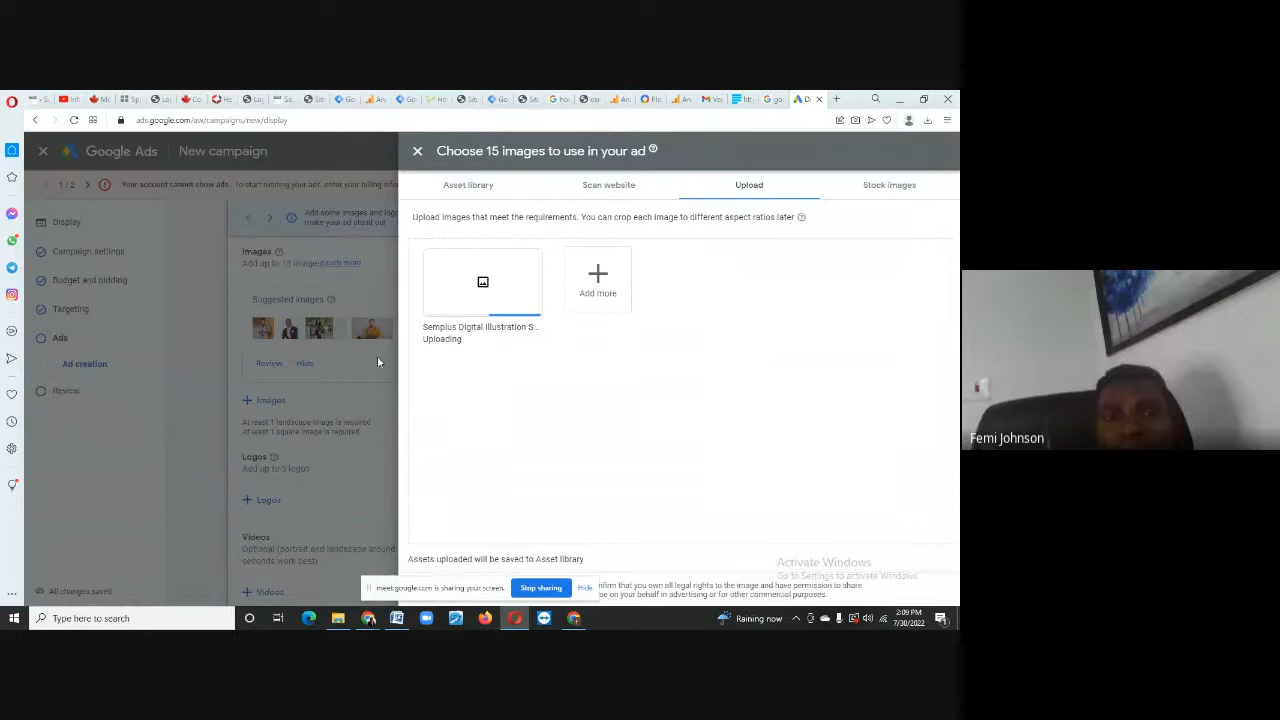 ads.google.com/aw/campaigns/new/display
Google Ads
New campaign
1 / 2
Your account cannot show ads - To start running your ads, enter your billing info
Display
Campaign settings
Budget and bidding
Targeting
Ads
Ad creation
Review
All changes saved
Add some images and logo
make your ad stand out
Images
Add up to 15 images
Learn more
Suggested images
Review
Hide
Images
At least 1 landscape image is required
At least 1 square image is required
Logos
Add up to 5 logos
Logos
Videos
Optional (portrait and landscape around
seconds work best)
Videos
Choose 15 images to use in your ad
Asset library
Scan website
Upload
Stock images
Upload images that meet the requirements. You can crop each image to different aspect ratios later
Semplus Digital Illustration S...
Uploading
Add more
Assets uploaded will be saved to Asset library
Activate Windows
Go to Settings to activate Windows.
nfirm that you own all legal rights to the image and have permission to share
se on your behalf in advertising or for other commercial purposes.
meet.google.com is sharing your screen.
Stop sharing
Hide
Type here to search
Raining now
2:09 PM
7/30/2022
Femi Johnson